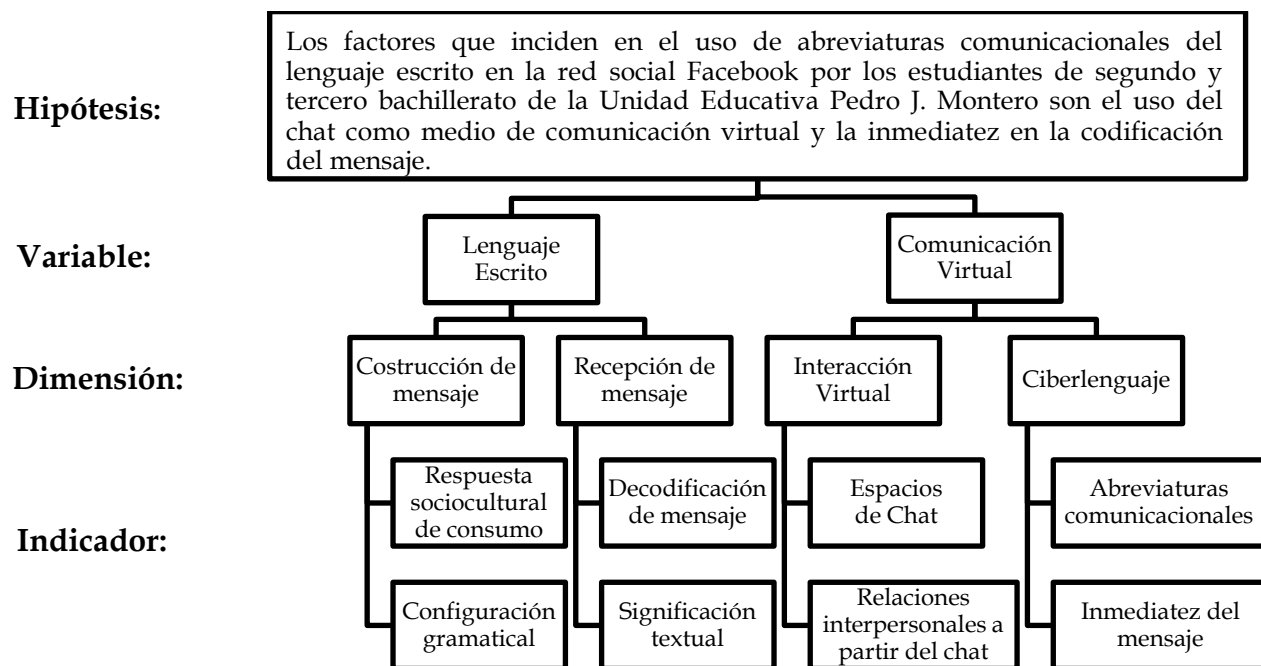 Hipótesis:
Los factores que inciden en el uso de abreviaturas comunicacionales del
lenguaje escrito en la red social Facebook por los estudiantes de segundo y
tercero bachillerato de la Unidad Educativa Pedro J. Montero son el uso del
chat como medio de comunicación virtual y la inmediatez en la codificación
del mensaje.
Variable:
Lenguaje
Escrito
Comunicación
Virtual
Dimensión:
Costrucción de
mensaje
Recepción de
mensaje
Interacción
Virtual
Ciberlenguaje
Indicador:
Respuesta
sociocultural
de consumo
Decodificación
de mensaje
Espacios
de Chat
Abreviaturas
comunicacionales
Configuración
gramatical
Significación
textual
Relaciones
interpersonales a
partir del chat
Inmediatez del
mensaje